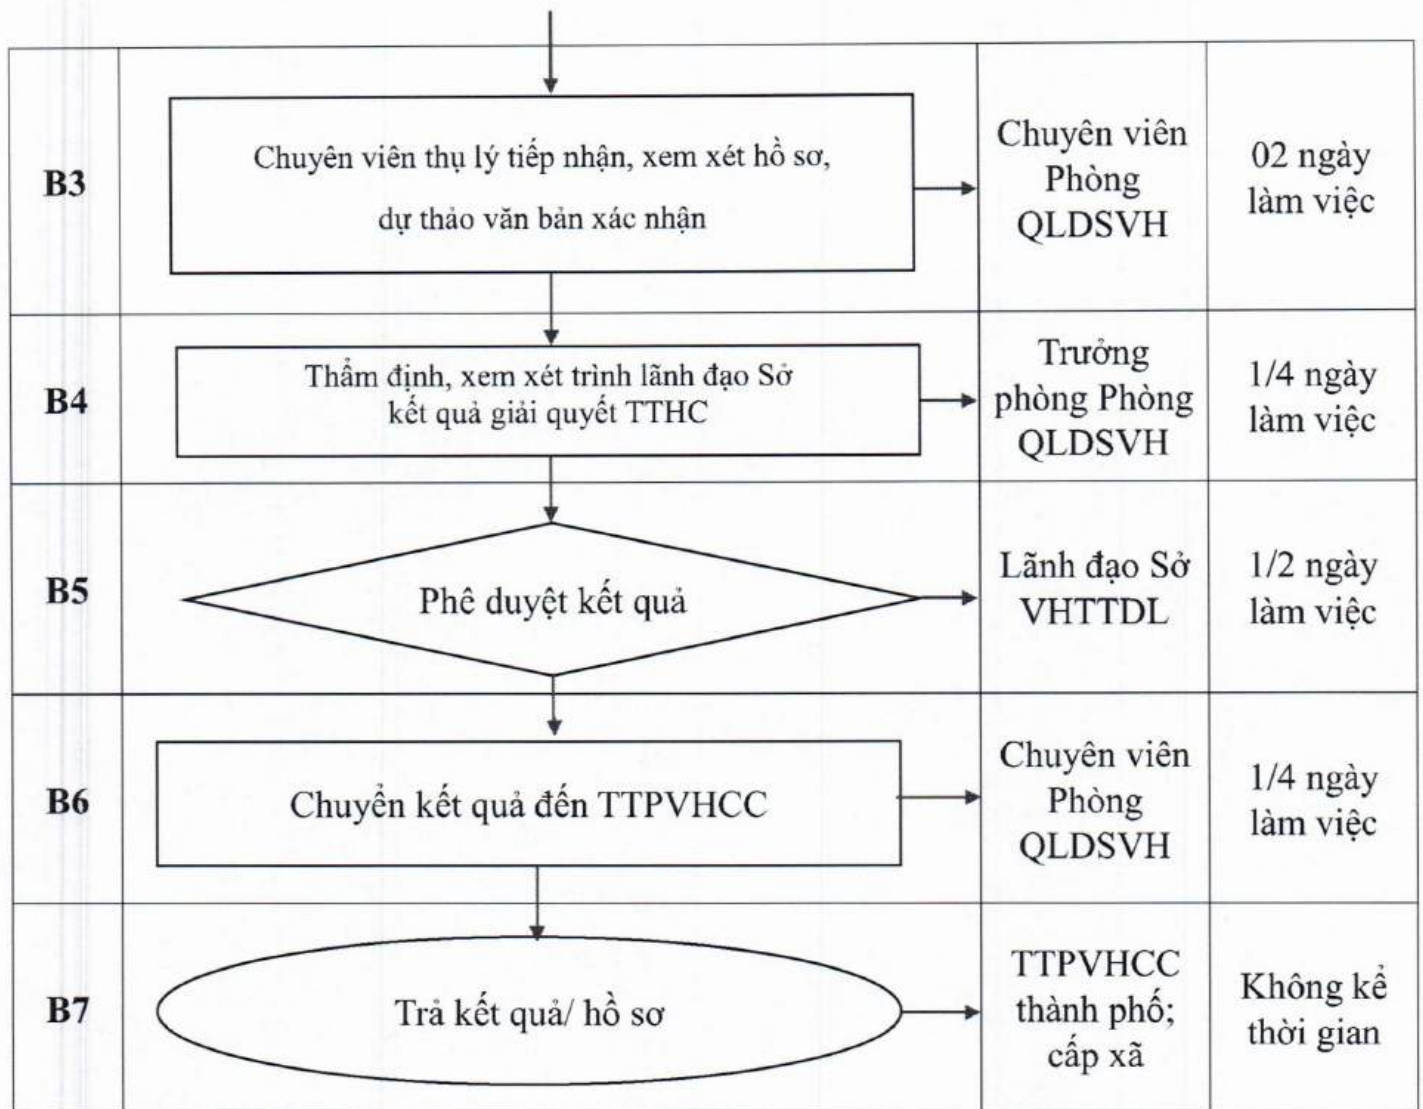 B3
Chuyên viên thụ lý tiếp nhận, xem xét hồ sơ,
dự thảo văn bản xác nhận
Chuyên viên
Phòng
QLDSVH
02 ngày
làm việc
B4
Thẩm định, xem xét trình lãnh đạo Sở
kết quả giải quyết TTHC
Trưởng
phòng Phòng
QLDSVH
1/4 ngày
làm việc
B5
Phê duyệt kết quả
Lãnh đạo Sở
VHTTDL
1/2 ngày
làm việc
B6
Chuyển kết quả đến TTPVHCC
Chuyên viên
Phòng
QLDSVH
1/4 ngày
làm việc
B7
Trả kết quả/ hồ sơ
TTPVHCC
thành phố;
cấp xã
Không kể
thời gian